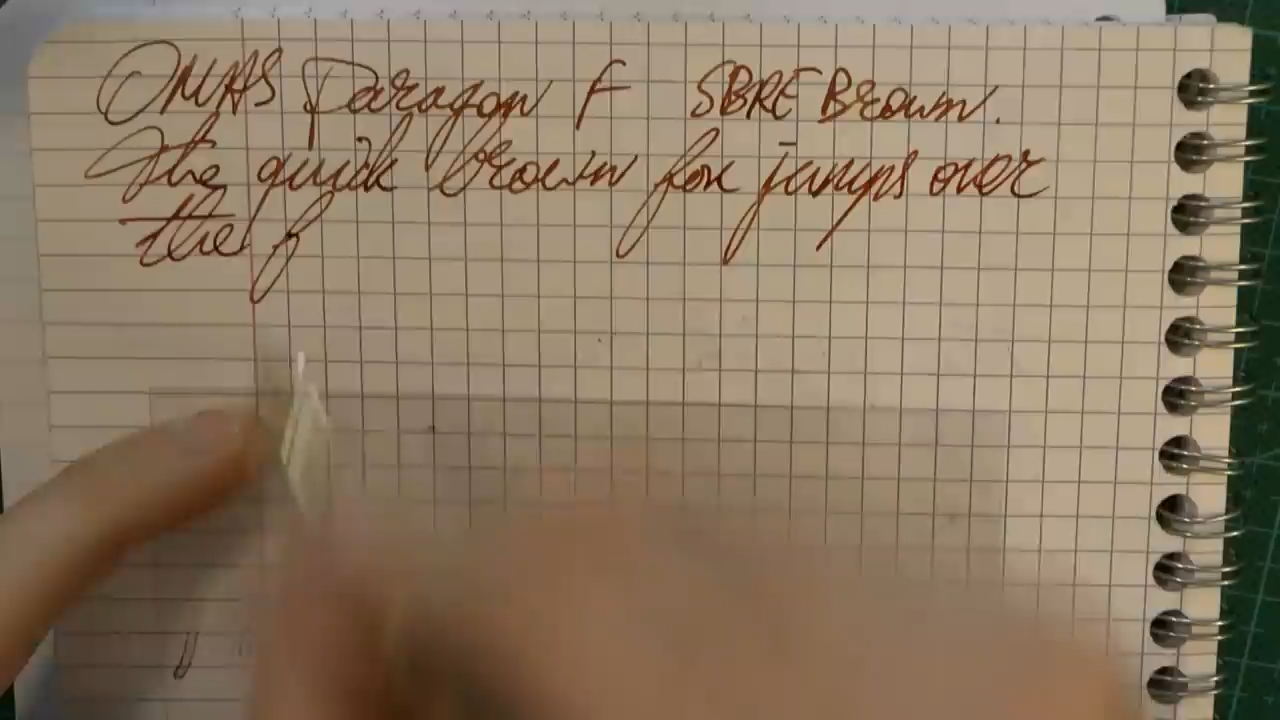 OMAS Paragon F SBRE Brown.
The quick brown fox jumps over
the f